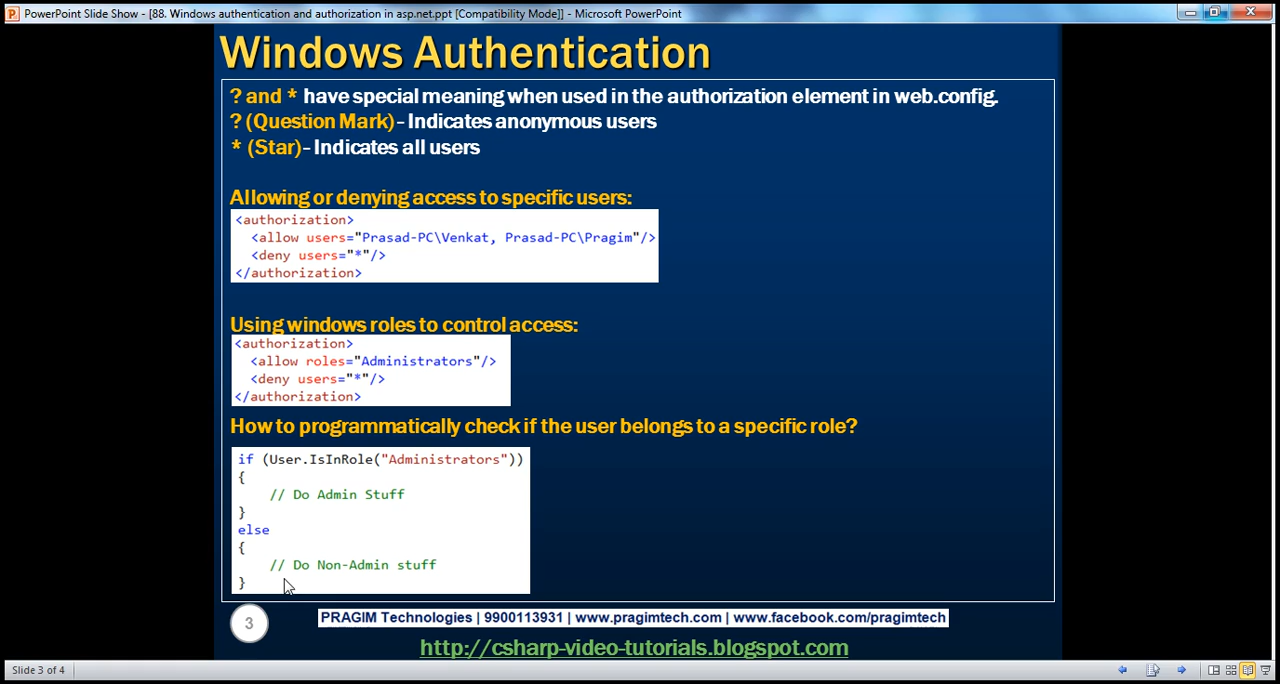 PowerPoint Slide Show - [88. Windows authentication and authorization in asp.net.ppt [Compatibility Mode]] - Microsoft PowerPoint
Windows Authentication
? and * have special meaning when used in the authorization element in web.config.
? (Question Mark) - Indicates anonymous users
* (Star) - Indicates all users
Allowing or denying access to specific users:
<authorization>
<allow users="Prasad-PC\Venkat, Prasad-PC\Pragim"/>
<deny users="*"/>
</authorization>
Using windows roles to control access:
<authorization>
<allow roles="Administrators"/>
<deny users="*"/>
</authorization>
How to programmatically check if the user belongs to a specific role?
if (User.IsInRole("Administrators"))
{
// Do Admin Stuff
}
else
{
// Do Non-Admin stuff
}
3
PRAGIM Technologies | 9900113931 | www.pragimtech.com | www.facebook.com/pragimtech
http://csharp-video-tutorials.blogspot.com
Slide 3 of 4